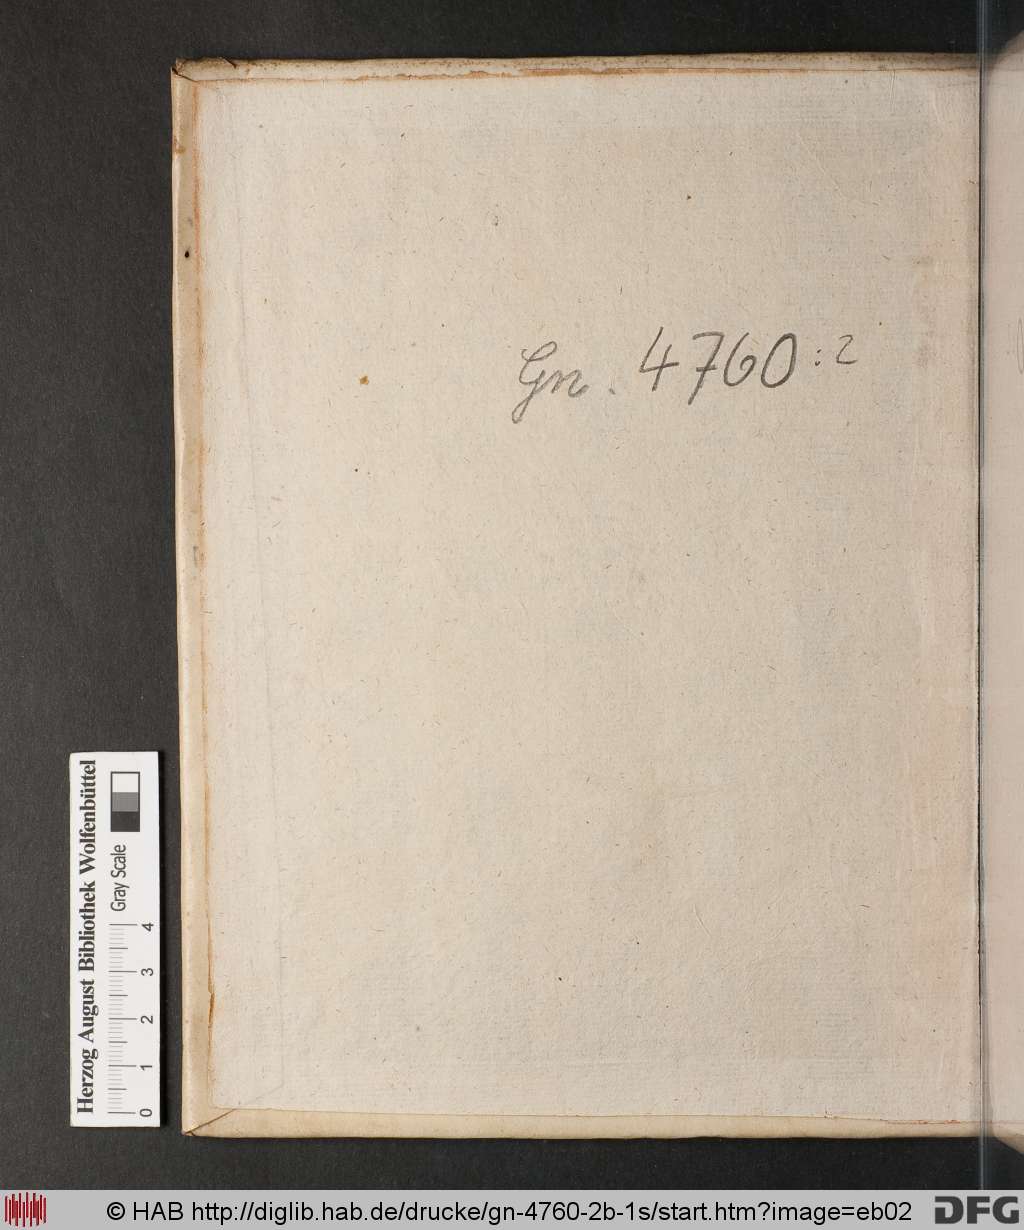 Gn. 4760:2
Herzog August Bibliothek Wolfenbüttel
Gray Scale
0 1 2 3 4
© HAB http://diglib.hab.de/drucke/gn-4760-2b-1s/start.htm?image=eb02
DFG